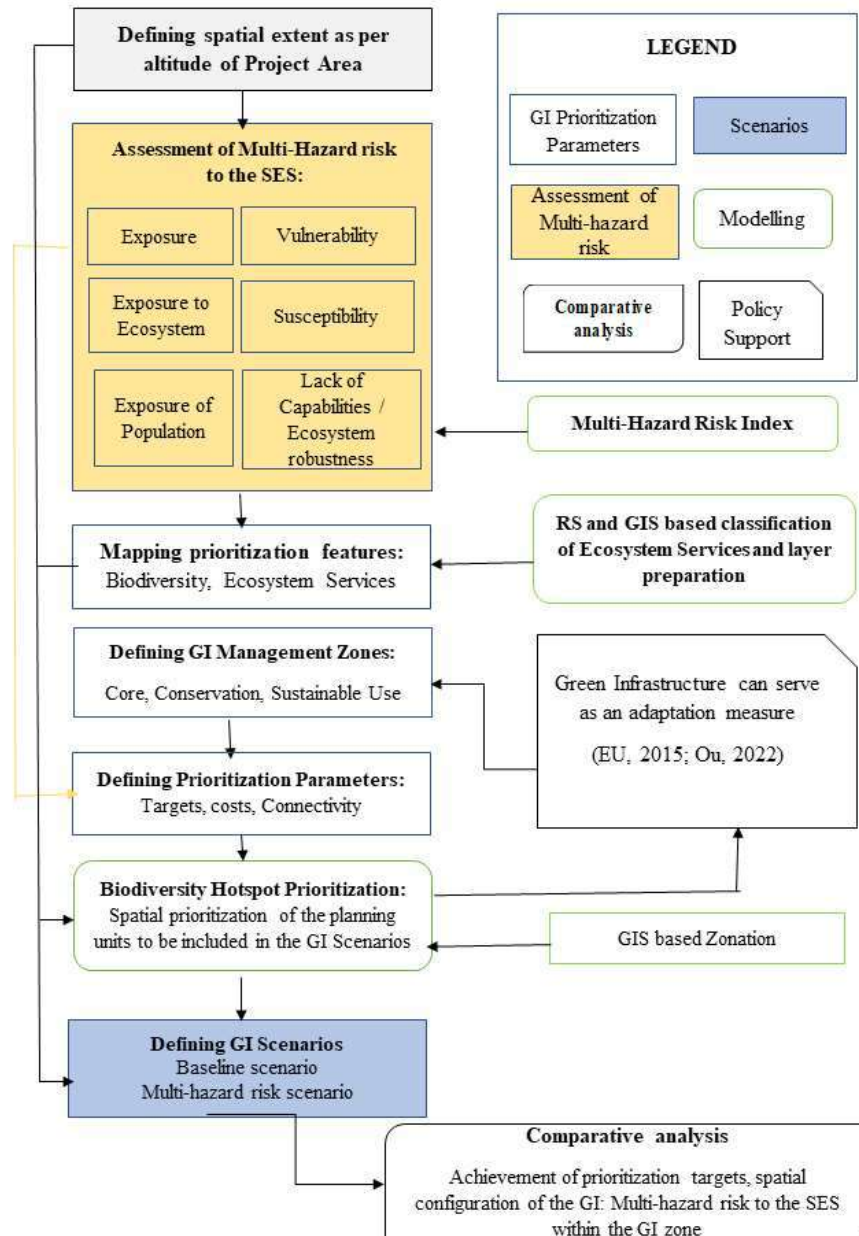 Defining spatial extent as per
altitude of Project Area
Assessment of Multi-Hazard risk
to the SES:
Exposure
Vulnerability
Exposure to
Ecosystem
Susceptibility
Exposure of
Population
Lack of
Capabilities /
Ecosystem
robustness
LEGEND
GI Prioritization
Parameters
Scenarios
Assessment of
Multi-hazard
risk
Modelling
Comparative
analysis
Policy
Support
Multi-Hazard Risk Index
Mapping prioritization features:
Biodiversity, Ecosystem Services
RS and GIS based classification
of Ecosystem Services and layer
preparation
Defining GI Management Zones:
Core, Conservation, Sustainable Use
Green Infrastructure can serve
as an adaptation measure
(EU, 2015; Ou, 2022)
Defining Prioritization Parameters:
Targets, costs, Connectivity
Biodiversity Hotspot Prioritization:
Spatial prioritization of the planning
units to be included in the GI Scenarios
GIS based Zonation
Defining GI Scenarios
Baseline scenario
Multi-hazard risk scenario
Comparative analysis
Achievement of prioritization targets, spatial
configuration of the GI: Multi-hazard risk to the SES
within the GI zone